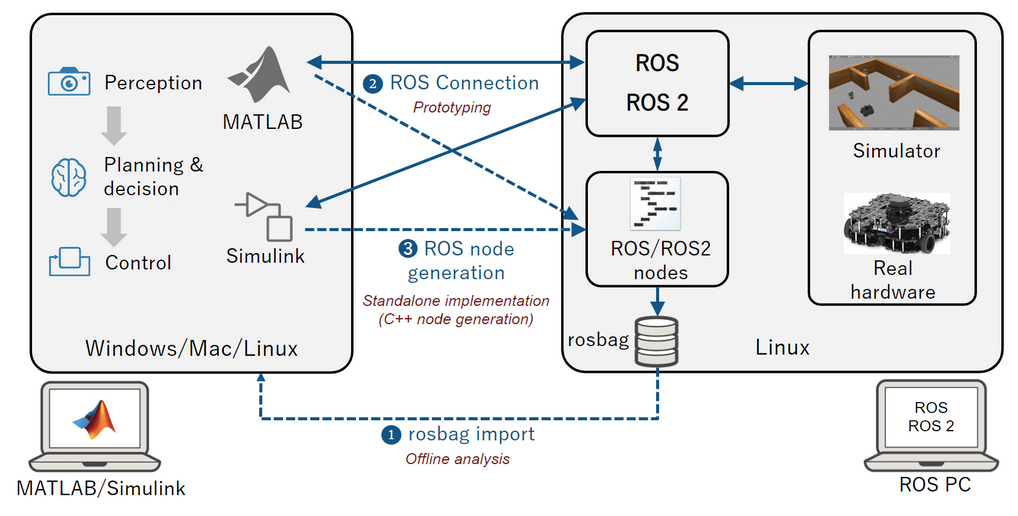 Perception
Planning &
decision
Control
MATLAB
Simulink
Windows/Mac/Linux
MATLAB/Simulink
2 ROS Connection
Prototyping
3 ROS node
generation
Standalone implementation
(C++ node generation)
1 rosbag import
Offline analysis
ROS
ROS 2
ROS/ROS2
nodes
rosbag
Linux
Simulator
Real
hardware
ROS
ROS 2
ROS PC